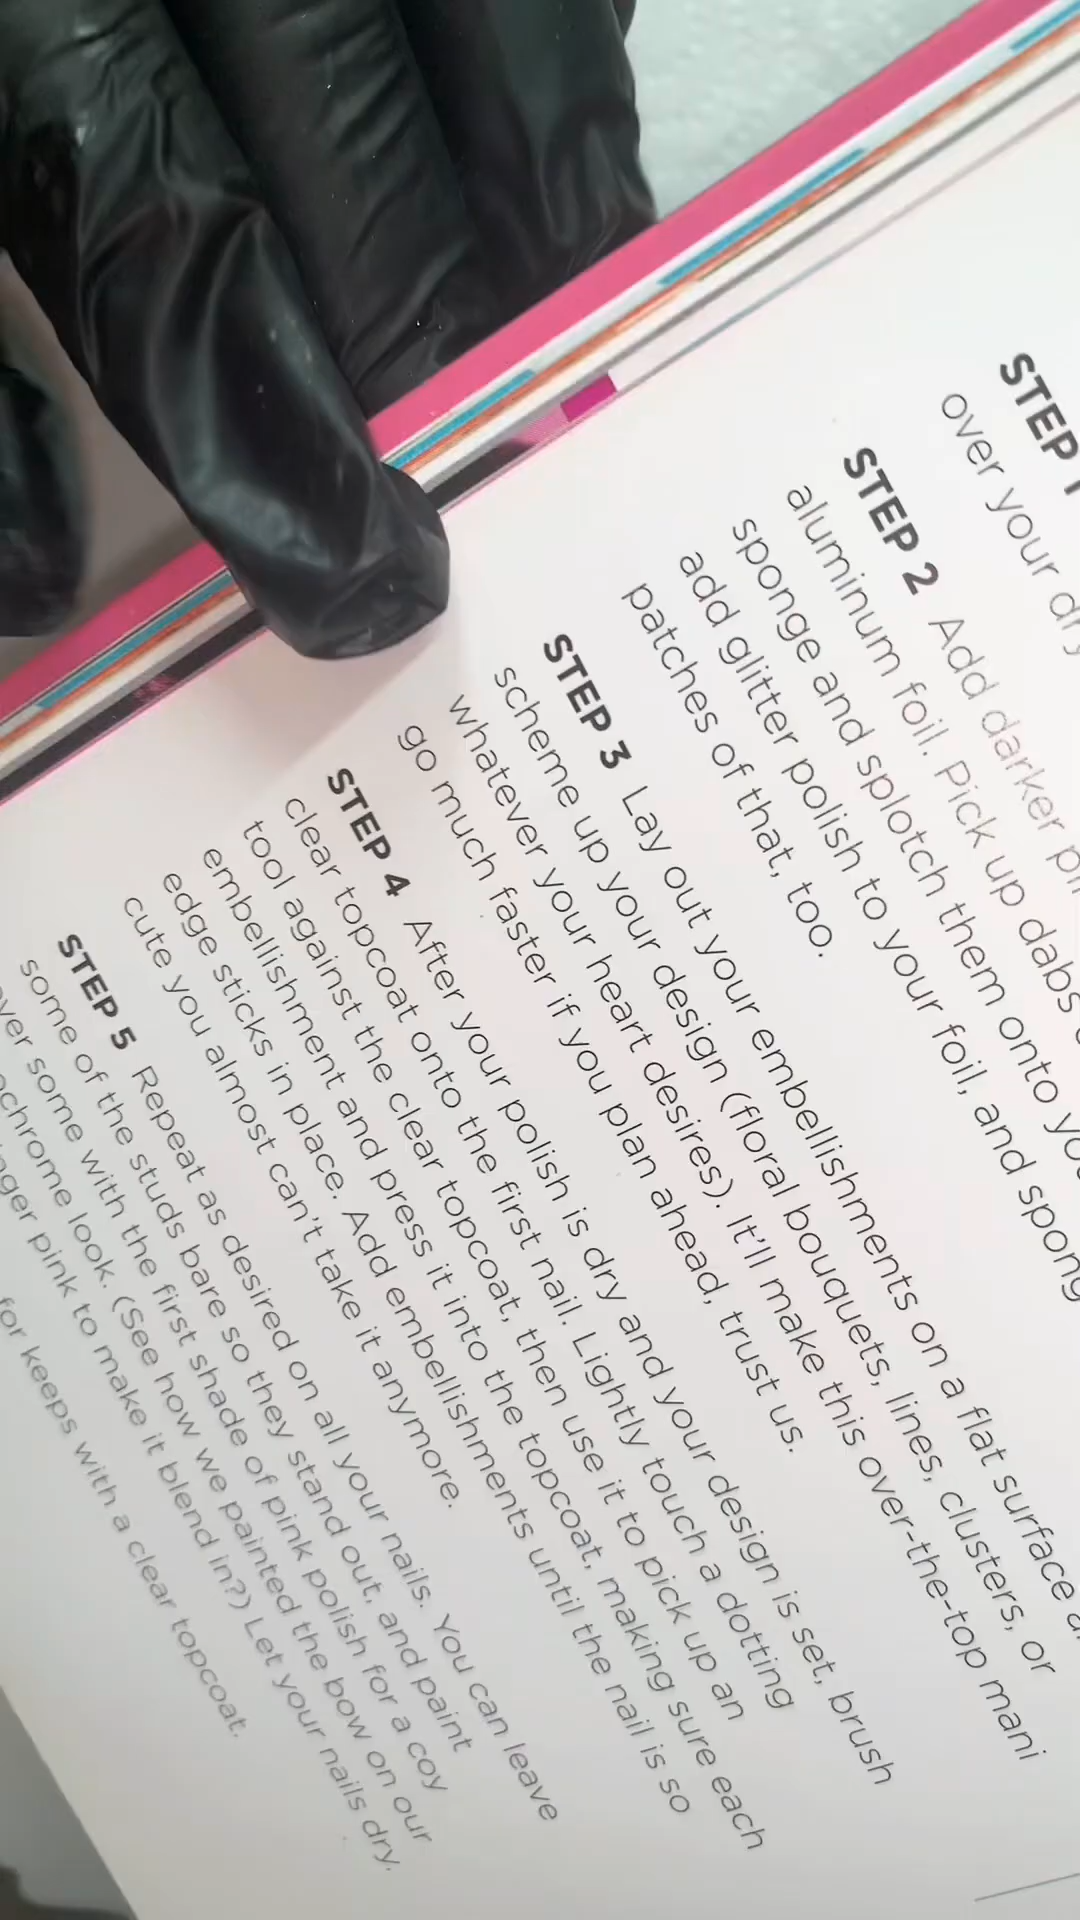 STEP 1
over your dry
STEP 2 Add darker
aluminum foil. Pick up dabs
sponge and splotch them onto
add glitter polish to your foil, and
patches of that, too.
STEP 3 Lay out your embellishments on a flat surface
scheme up your design (floral bouquets, lines, clusters, or
whatever your heart desires). It'll make this over-the-top mani
go much faster if you plan ahead, trust us.
STEP 4 After your polish is dry and your design is set, brush
clear topcoat onto the first nail. Lightly touch a dotting
tool against the clear topcoat, then use it to pick up an
embellishment and press it into the topcoat, making sure each
edge sticks in place. Add embellishments until the nail is so
cute you almost can't take it anymore.
STEP 5 Repeat as desired on all your nails. You can leave
some of the studs bare so they stand out, and paint
some with the first shade of pink polish for a coy
look. (See how we painted the bow on our
pink to make it blend in?) Let your nails dry,
for keeps with a clear topcoat.